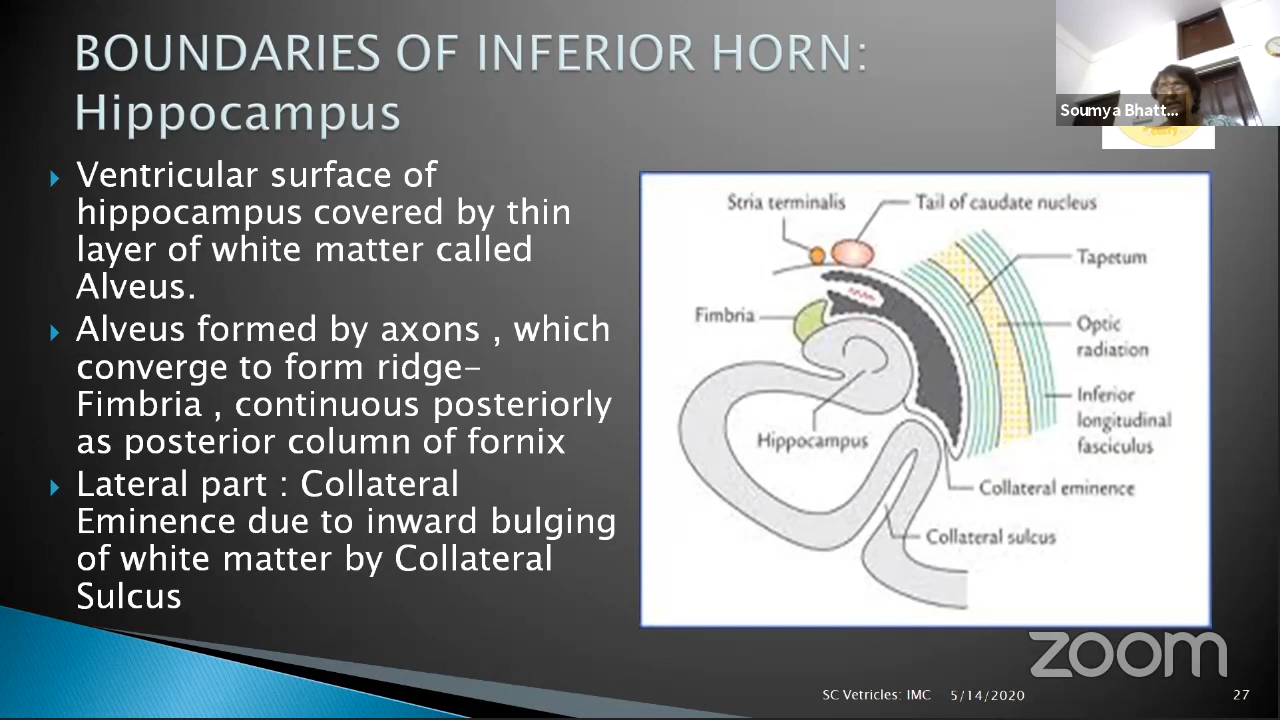 BOUNDARIES OF INFERIOR HORN:
Hippocampus
Soumya Bhatt...
Ventricular surface of
hippocampus covered by thin
layer of white matter called
Alveus.
Alveus formed by axons , which
converge to form ridge-
Fimbria , continuous posteriorly
as posterior column of fornix
Lateral part : Collateral
Eminence due to inward bulging
of white matter by Collateral
Sulcus
Stria terminalis
Tail of caudate nucleus
Tapetum
Fimbria
Optic
radiation
Inferior
longitudinal
fasciculus
Hippocampus
Collateral eminence
Collateral sulcus
zoom
SC Vetricles: IMC 5/14/2020 27